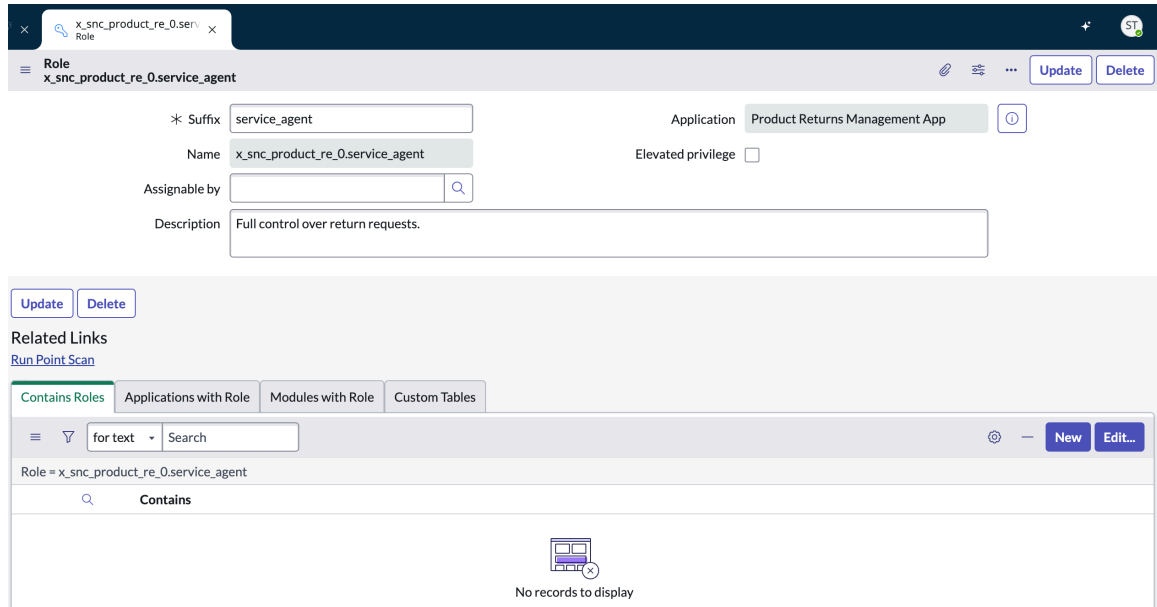 x_snc_product_re_0.serv
Role
ST
Role
x_snc_product_re_0.service_agent
Update
Delete
Suffix
service_agent
Application
Product Returns Management App
Name
x_snc_product_re_0.service_agent
Elevated privilege
Assignable by
Description
Full control over return requests.
Update
Delete
Related Links
Run Point Scan
Contains Roles
Applications with Role
Modules with Role
Custom Tables
for text
Search
New
Edit...
Role = x_snc_product_re_0.service_agent
Contains
No records to display